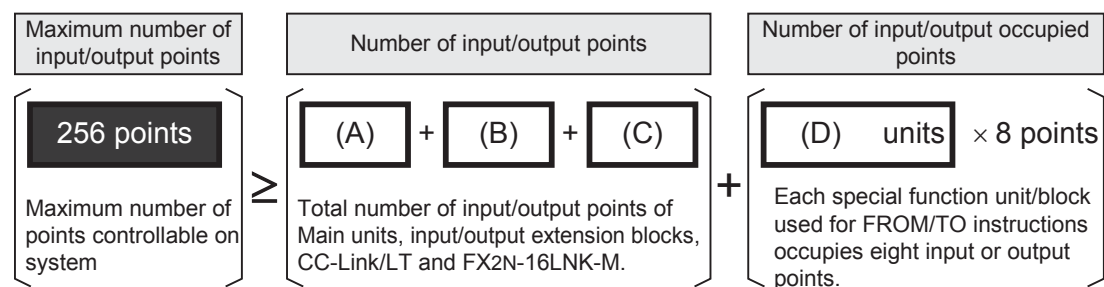 Maximum number of
input/output points
Number of input/output points
Number of input/output occupied
points
256 points
≥
(A) + (B) + (C)
+
(D) units × 8 points
Maximum number of
points controllable on
system
Total number of input/output points of
Main units, input/output extension blocks,
CC-Link/LT and FX2N-16LNK-M.
Each special function unit/block
used for FROM/TO instructions
occupies eight input or output
points.